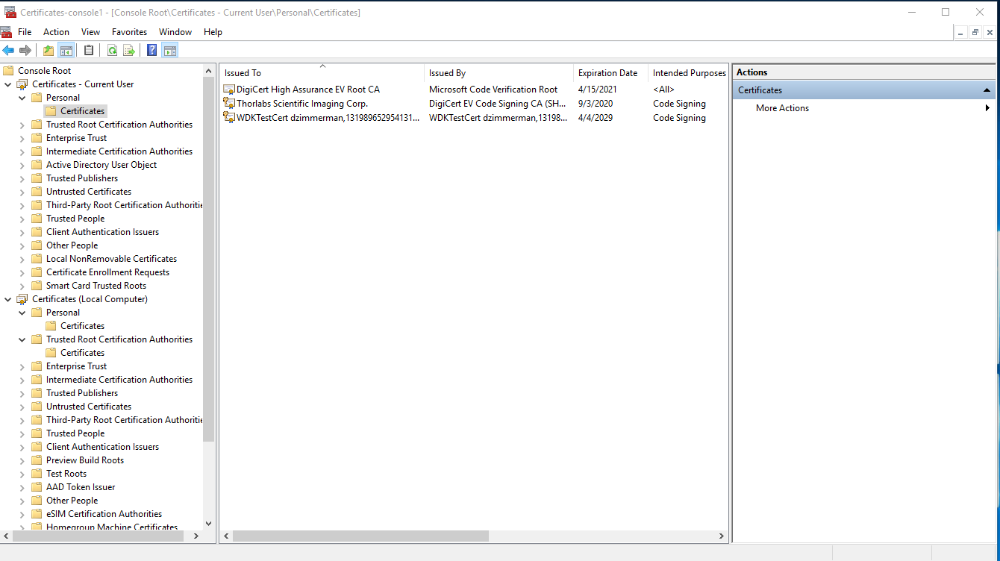 Certificates-console1 - [Console Root\Certificates - Current User\Personal\Certificates]
File Action View Favorites Window Help
Console Root
Certificates - Current User
Personal
Certificates
Trusted Root Certification Authorities
Enterprise Trust
Intermediate Certification Authorities
Active Directory User Object
Trusted Publishers
Untrusted Certificates
Third-Party Root Certification Authoritie
Trusted People
Client Authentication Issuers
Other People
Local NonRemovable Certificates
Certificate Enrollment Requests
Smart Card Trusted Roots
Certificates (Local Computer)
Personal
Certificates
Trusted Root Certification Authorities
Certificates
Enterprise Trust
Intermediate Certification Authorities
Trusted Publishers
Untrusted Certificates
Third-Party Root Certification Authoritie
Trusted People
Client Authentication Issuers
Preview Build Roots
Test Roots
AAD Token Issuer
Other People
eSIM Certification Authorities
Homegroup Machine Certificates
Issued To Issued By Expiration Date Intended Purposes
DigiCert High Assurance EV Root CA Microsoft Code Verification Root 4/15/2021 <All>
Thorlabs Scientific Imaging Corp. DigiCert EV Code Signing CA (SH... 9/3/2020 Code Signing
WDKTestCert dzimmerman,131989652954131... WDKTestCert dzimmerman,13198... 4/4/2029 Code Signing
Actions
Certificates
More Actions